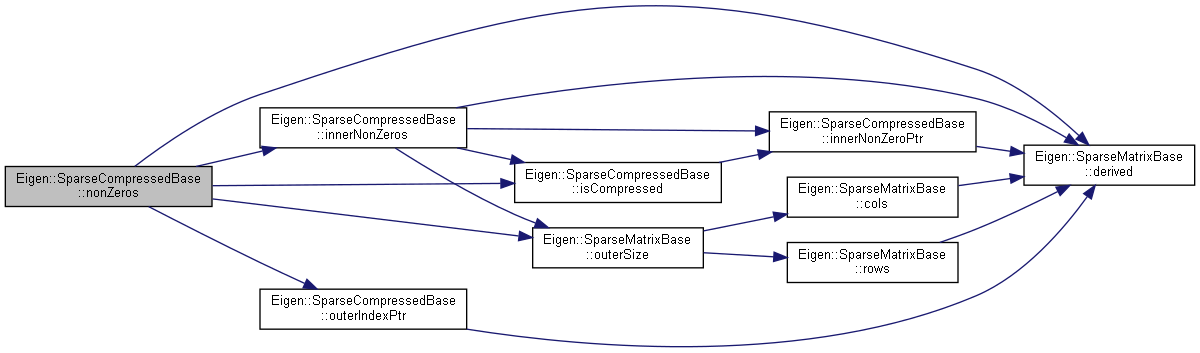 Eigen::SparseCompressedBase
::nonZeros
Eigen::SparseCompressedBase
::innerNonZeros
Eigen::SparseCompressedBase
::outerIndexPtr
Eigen::SparseCompressedBase
::isCompressed
Eigen::SparseMatrixBase
::outerSize
Eigen::SparseCompressedBase
::innerNonZeroPtr
Eigen::SparseMatrixBase
::cols
Eigen::SparseMatrixBase
::rows
Eigen::SparseMatrixBase
::derived